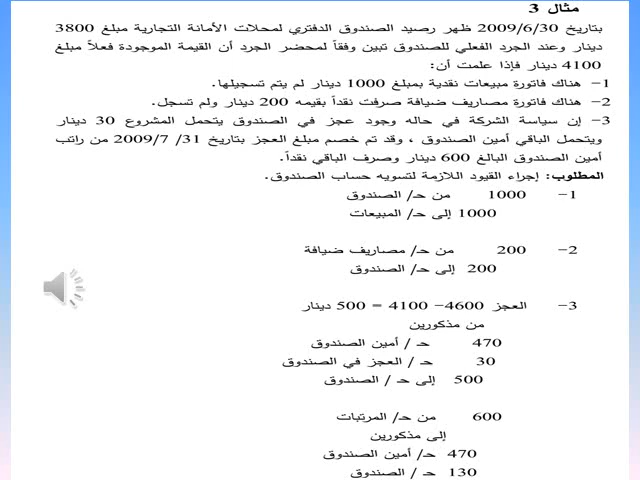 مثال 3
بتاريخ 2009/6/30 ظهر رصيد الصندوق الدفتري لمحلات الأمانة التجارية مبلغ 3800
دينار وعند الجرد الفعلي للصندوق تبين وفقاً لمحضر الجرد أن القيمة الموجودة فعلاً مبلغ
4100 دينار فإذا علمت أن:
1- هناك فاتورة مبيعات نقدية بمبلغ 1000 دينار لم يتم تسجيلها.
2- هناك فاتورة مصاريف ضيافة صرفت نقداً بقيمه 200 دينار ولم تسجل.
3- إن سياسة الشركة في حاله وجود عجز في الصندوق يتحمل المشروع 30 دينار
ويتحمل الباقي أمين الصندوق ، وقد تم خصم مبلغ العجز بتاريخ 31/ 7/ 2009 من راتب
أمين الصندوق البالغ 600 دينار وصرف الباقي نقداً.
المطلوب: إجراء القيود اللازمة لتسويه حساب الصندوق.
1- 1000 من حـ/ الصندوق
1000 إلى حـ/ المبيعات
2- 200 من حـ/ مصاريف ضيافة
200 إلى حـ/ الصندوق
3- العجز 4600- 4100 = 500 دينار
من مذكورين
470 حـ / أمين الصندوق
30 حـ / العجز في الصندوق
500 إلى حـ / الصندوق
600 من حـ/ المرتبات
إلى مذكورين
470 حـ/ أمين الصندوق
130 حـ / الصندوق